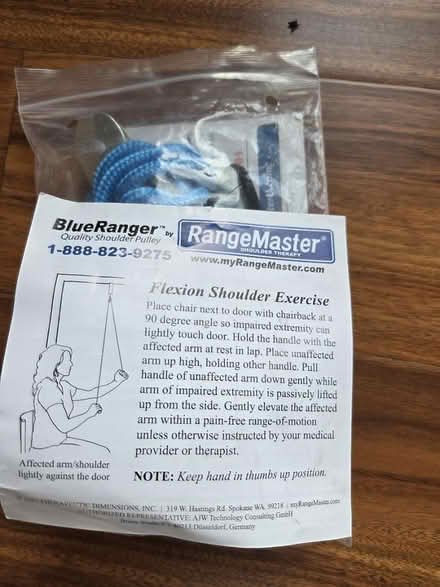 BlueRanger™ by
Quality Shoulder Pulley
1-888-823-9275
RangeMaster®
SHOULDER THERAPY
www.myRangeMaster.com
Flexion Shoulder Exercise
Place chair next to door with chairback at a
90 degree angle so impaired extremity can
lightly touch door. Hold the handle with the
affected arm at rest in lap. Place unaffected
arm up high, holding other handle. Pull
handle of unaffected arm down gently while
arm of impaired extremity is passively lifted
up from the side. Gently elevate the affected
arm within a pain-free range-of-motion
unless otherwise instructed by your medical
provider or therapist.
Affected arm/shoulder
lightly against the door
NOTE: Keep hand in thumbs up position.
THERAPEUTIC DIMENSIONS, INC. | 319 W. Hastings Rd. Spokane WA. 99218 | myRangeMaster.com
AUTHORIZED REPRESENTATIVE: AJW Technology Consulting GmbH
Düsseldorf, Germany